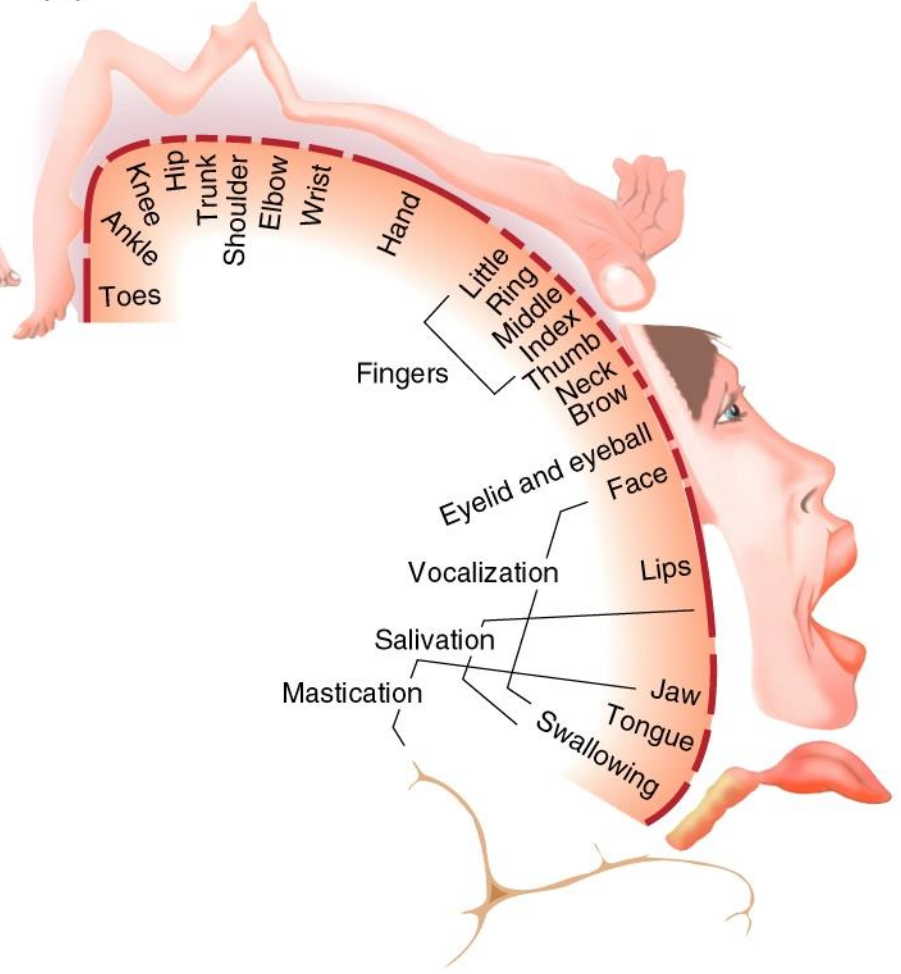 Toes
Ankle
Knee
Hip
Trunk
Shoulder
Elbow
Wrist
Hand
Little
Ring
Middle
Index
Thumb
Fingers
Neck
Brow
Eyelid and eyeball
Face
Vocalization
Lips
Salivation
Mastication
Jaw
Tongue
Swallowing